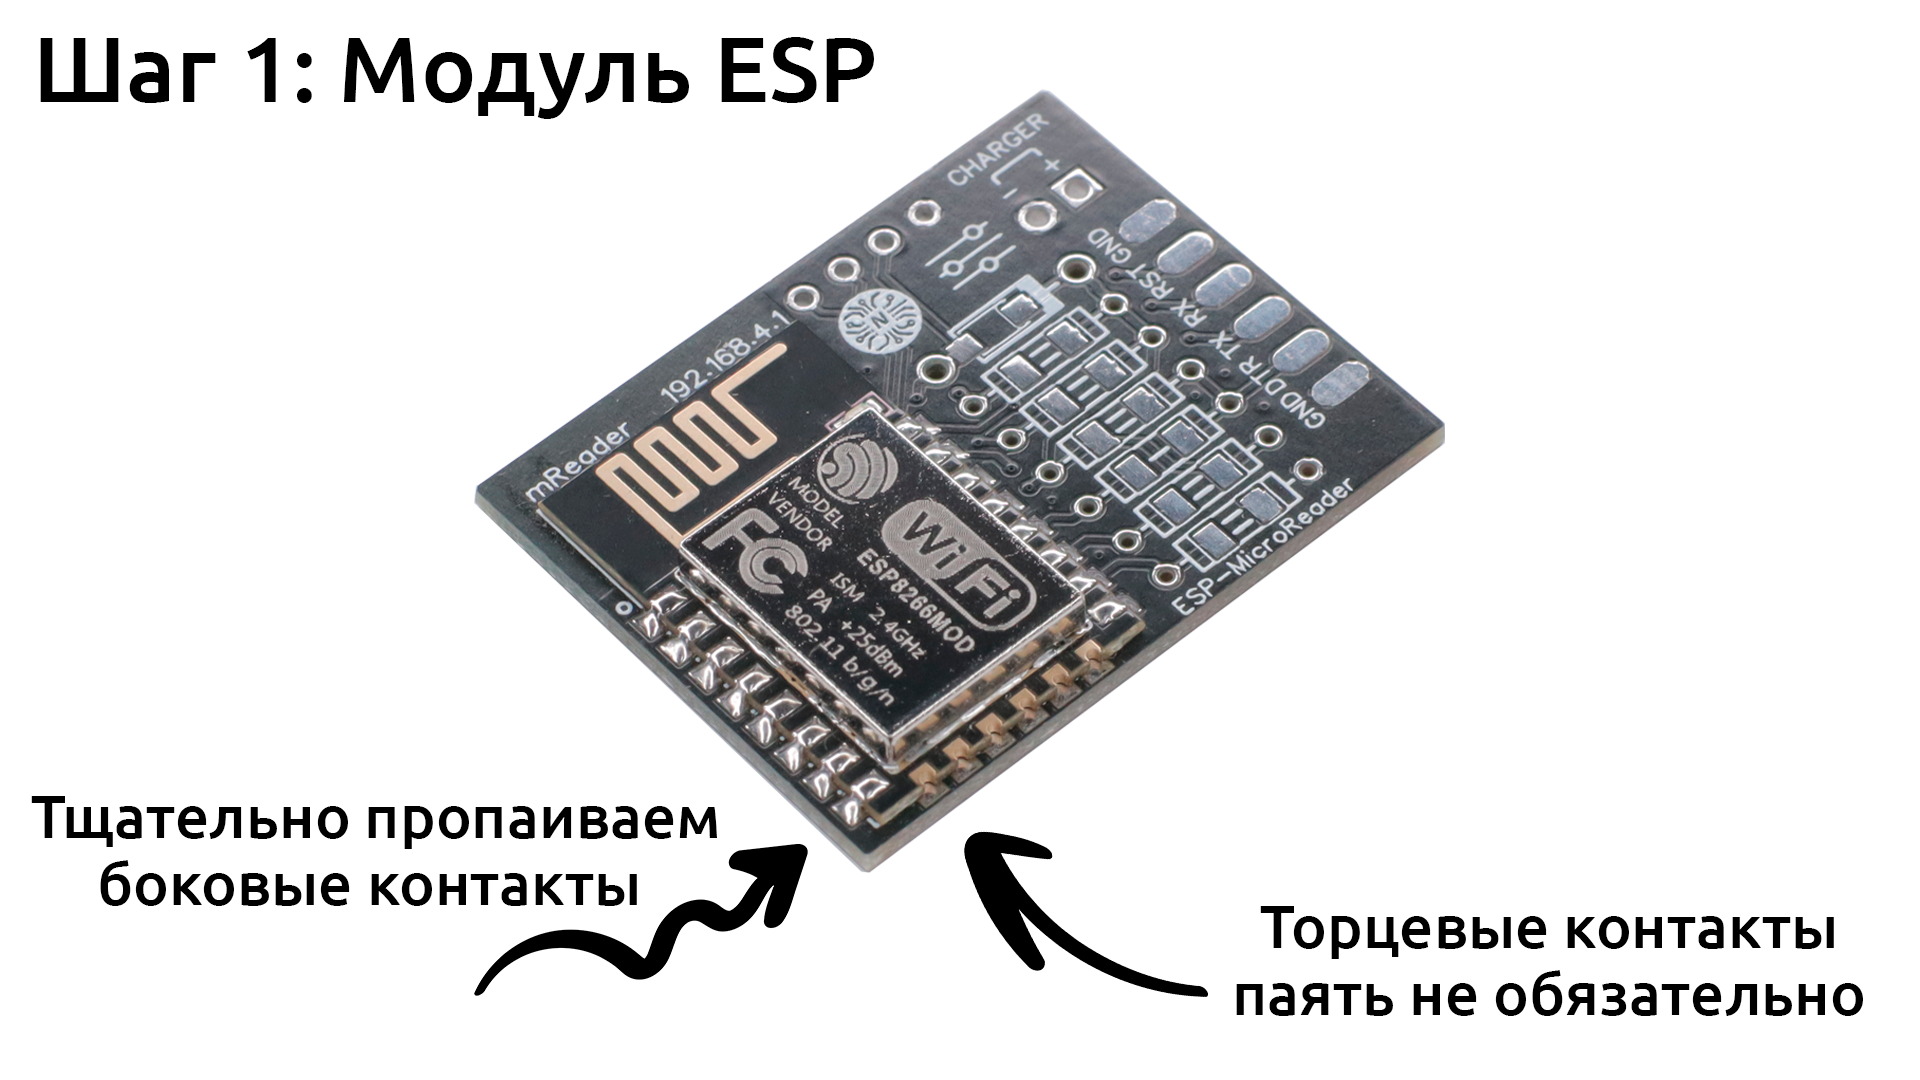 Шаг 1: Модуль ESP
CHARGER
+
-
GND
RST
RX
TX
DTR
GND
192.168.4.1
mReader
N
MODEL
VENDOR
WiFi
ESP8266MOD
FC
ISM 2.4GHz
PA +25dBm
802.11 b/g/n
ESP-MicroReader
Тщательно пропаиваем
боковые контакты
Торцевые контакты
паять не обязательно